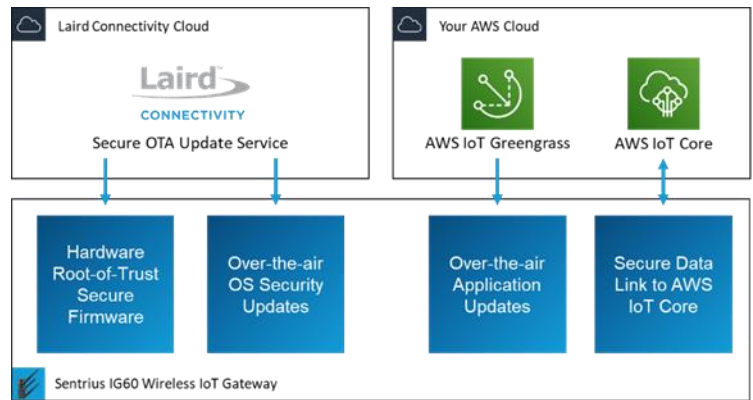 Laird Connectivity Cloud
Laird™
CONNECTIVITY
Secure OTA Update Service
Your AWS Cloud
AWS IoT Greengrass
AWS IoT Core
Hardware
Root-of-Trust
Secure
Firmware
Over-the-air
OS Security
Updates
Over-the-air
Application
Updates
Secure Data
Link to AWS
IoT Core
Sentrius IG60 Wireless IoT Gateway